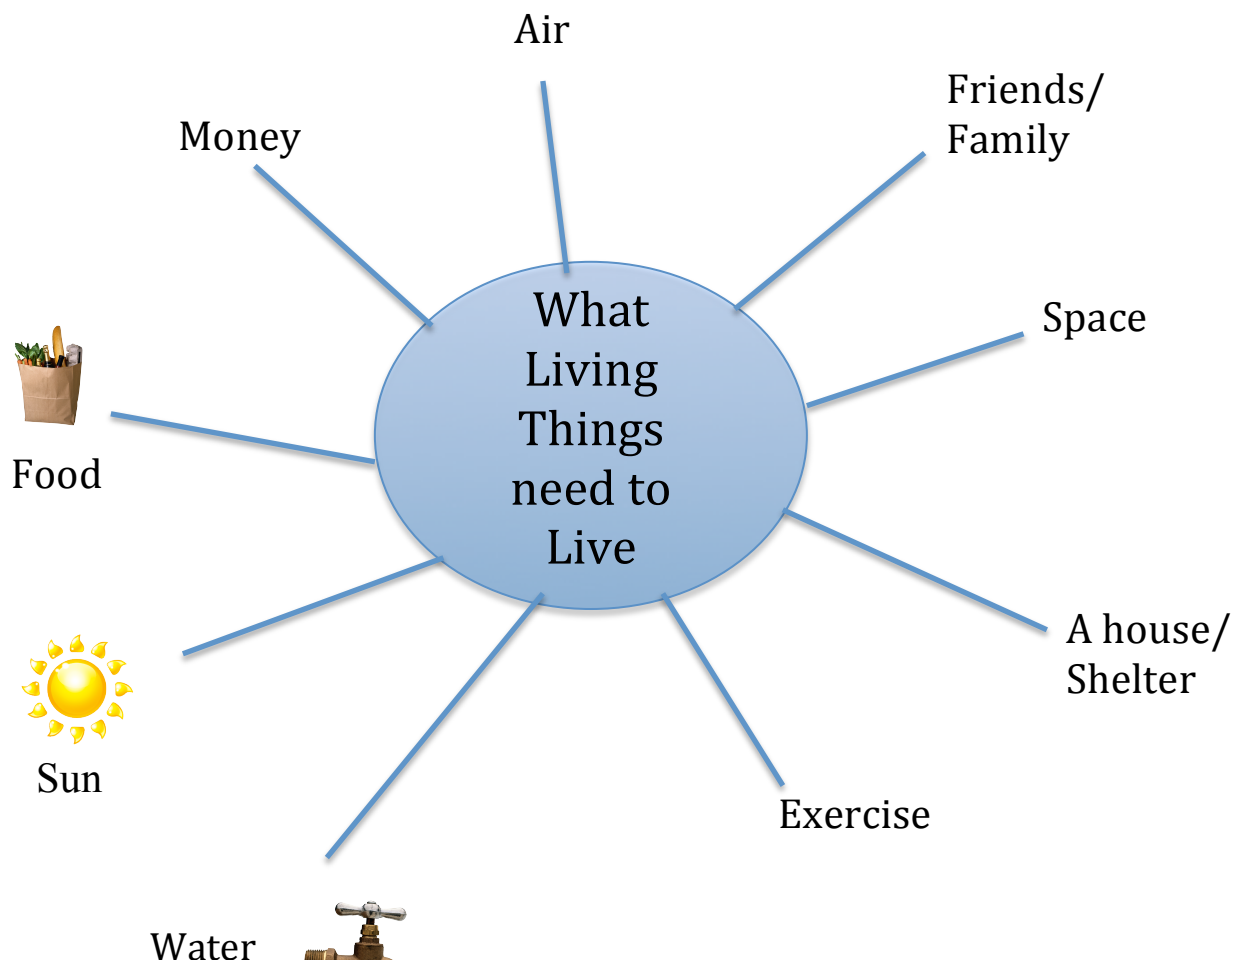 Air
Friends/
Family
Money
Space
What
Living
Things
need to
Live
Food
A house/
Shelter
Sun
Exercise
Water